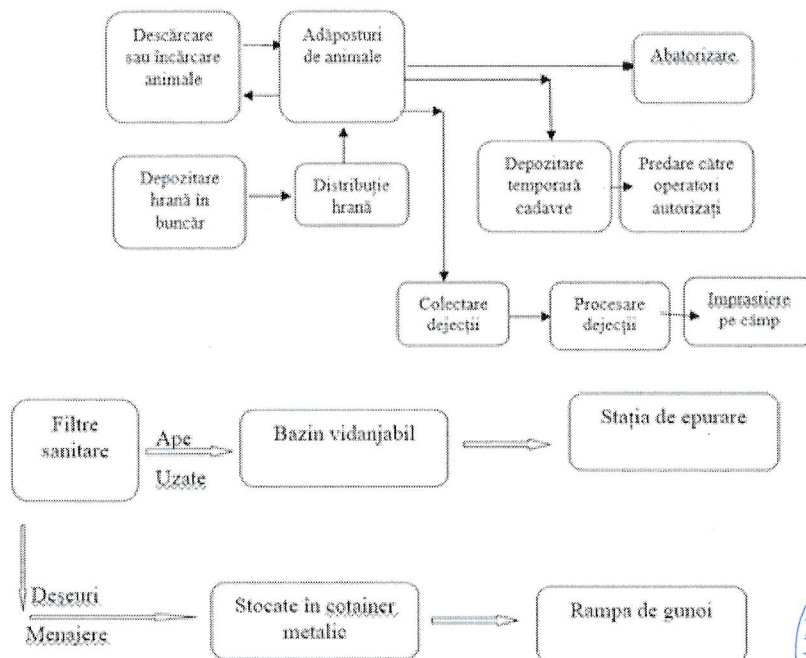 Descărcare
sau încărcare
animale
Adăposturi
de animale
Abatorizare
Depozitare
hrană în
buncăr
Distribuție
hrană
Depozitare
temporară
cadavre
Predare către
operatori
autorizați
Colectare
dejecții
Procesare
dejecții
Imprastiere
pe câmp
Filtre
sanitare
Ape
Uzate
Bazin vidanjabil
Stația de epurare
Deșeuri
Menajere
Stocate în cotainer
metalic
Rampa de gunoi